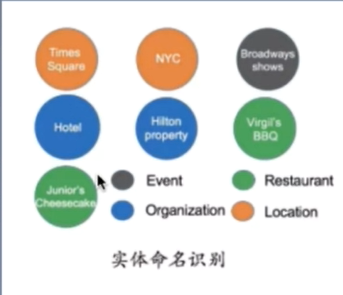 Times
Square
NYC
Broadways
shows
Hotel
Hilton
property
Virgil's
BBQ
Junior's
Cheesecake
Event
Restaurant
Organization
Location
实体命名识别